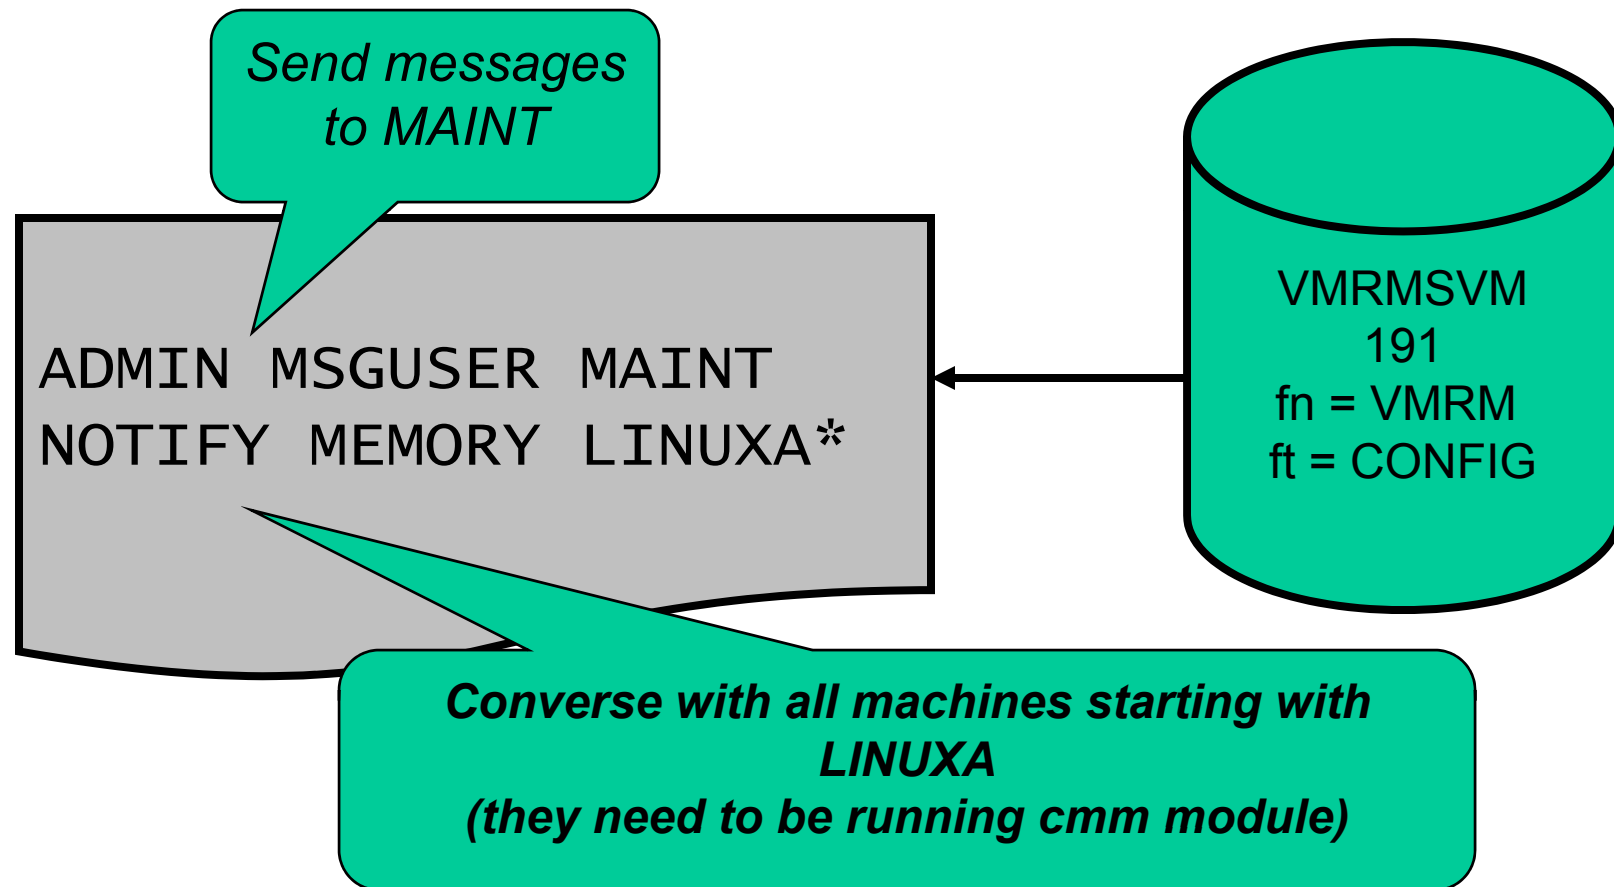 Send messages
to MAINT
ADMIN MSGUSER MAINT
NOTIFY MEMORY LINUXA*
VMRMSVM
191
fn = VMRM
ft = CONFIG
Converse with all machines starting with
LINUXA
(they need to be running cmm module)